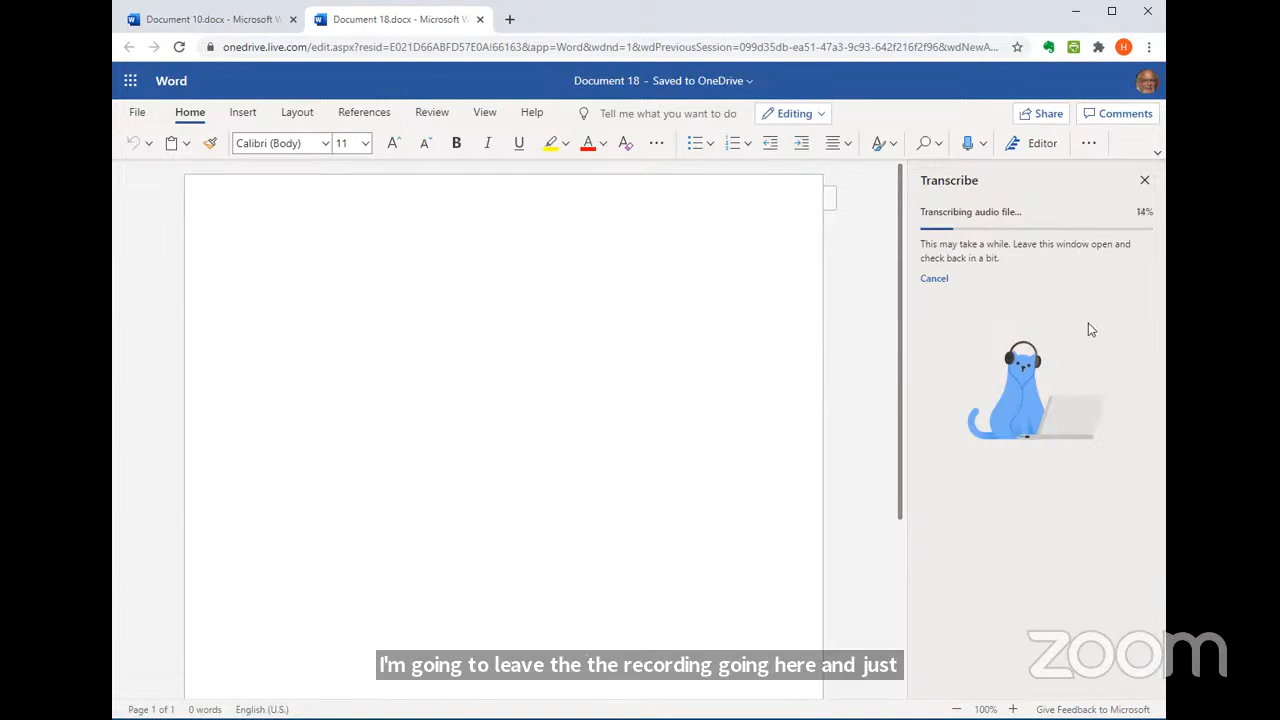 Document 10.docx - Microsoft W
Document 18.docx - Microsoft W
onedrive.live.com/edit.aspx?resid=E021D66ABFD57E0A!66163&app=Word&wdnd=1&wdPreviousSession=099d35db-ea51-47a3-9c93-642f216f2f96&wdNewA...
H
Word
Document 18 - Saved to OneDrive
File Home Insert Layout References Review View Help Tell me what you want to do Editing Share Comments
Calibri (Body) 11 A A B I U A Editor
Transcribe
Transcribing audio file... 14%
This may take a while. Leave this window open and
check back in a bit.
Cancel
zoom
I'm going to leave the the recording going here and just
Page 1 of 1 0 words English (U.S.) 100% Give Feedback to Microsoft